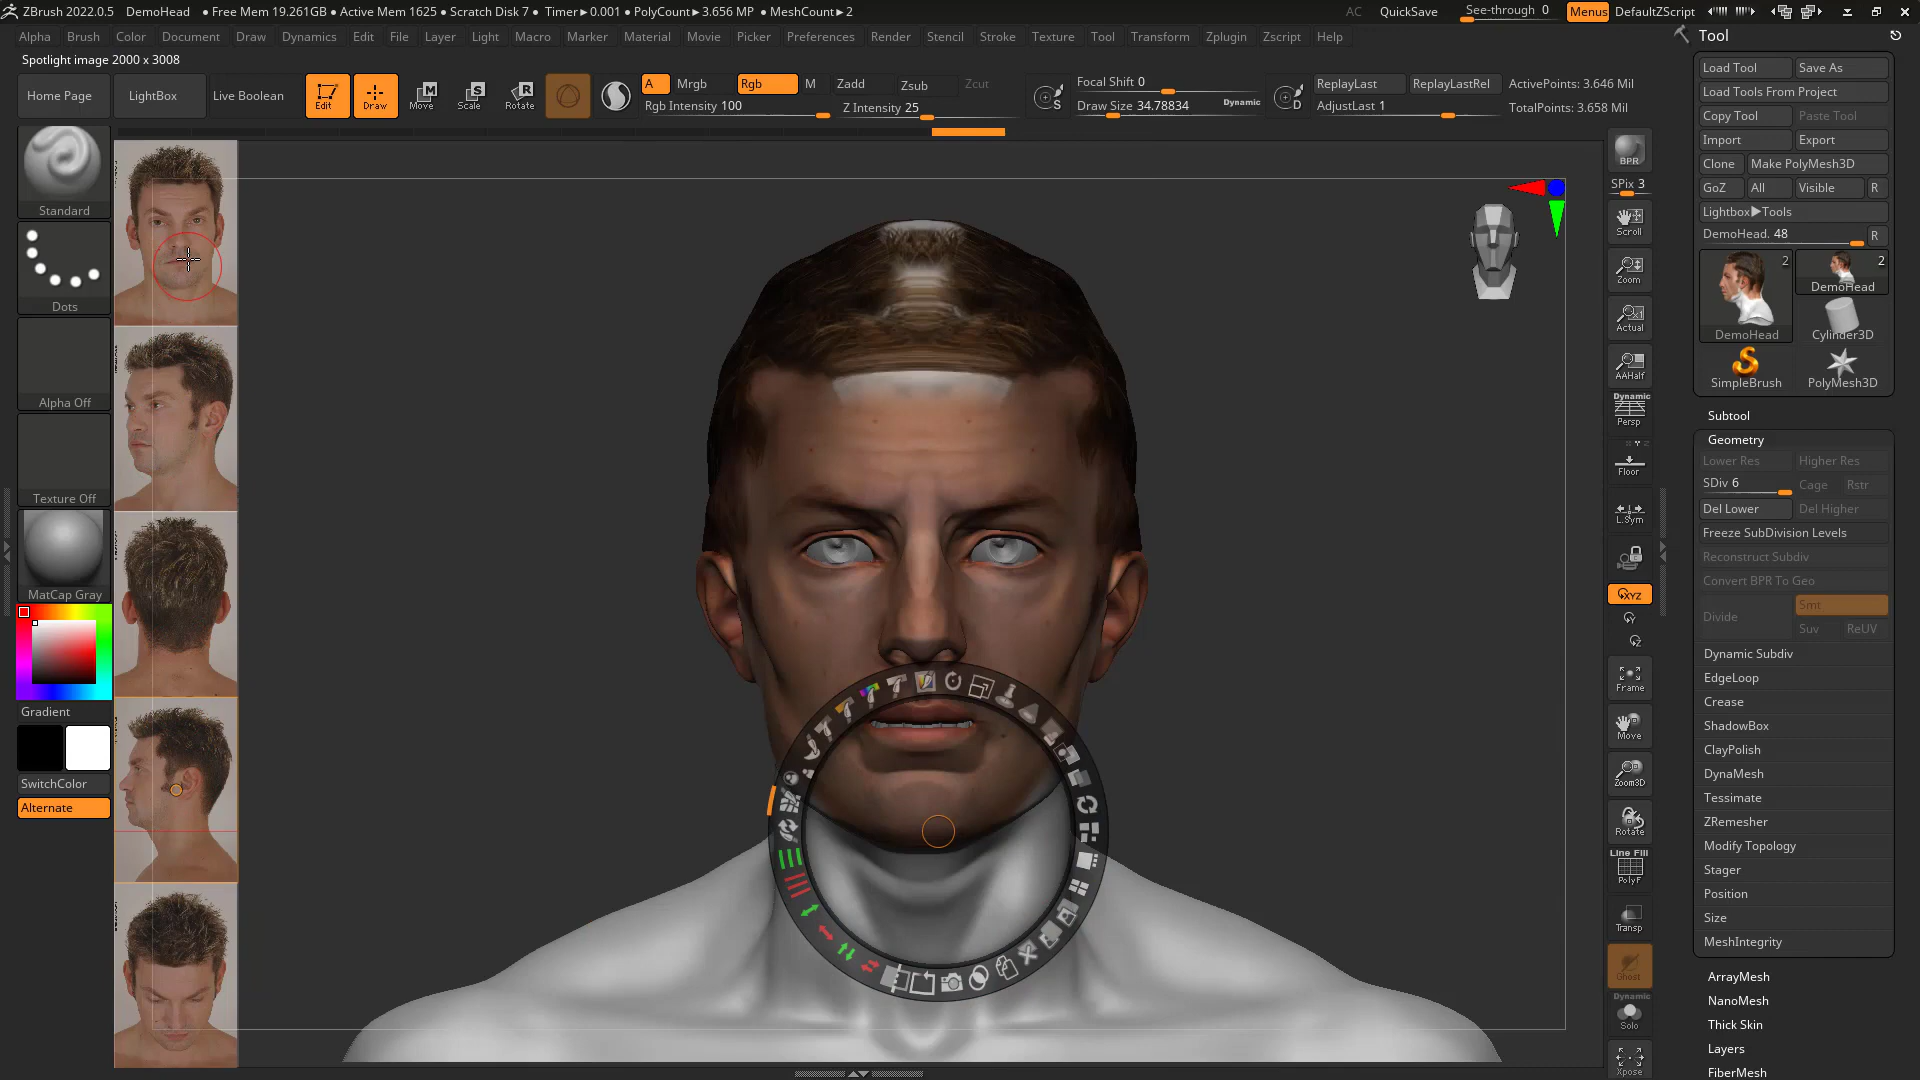 ZBrush 2022.0.5 DemoHead • Free Mem 19.261GB • Active Mem 1625 • Scratch Disk 7 • Timer▶0.001 • PolyCount▶3.656 MP • MeshCount▶2 AC QuickSave See-through 0 Menus DefaultZScript
Alpha Brush Color Document Draw Dynamics Edit File Layer Light Macro Marker Material Movie Picker Preferences Render Stencil Stroke Texture Tool Transform Zplugin Zscript Help
Spotlight image 2000 x 3008
Home Page LightBox Live Boolean Edit Draw Move Scale Rotate
A Mrgb Rgb M Zadd Zsub Zcut
Rgb Intensity 100 Z Intensity 25
Focal Shift 0
Draw Size 34.78834 Dynamic
ReplayLast ReplayLastRel ActivePoints: 3.646 Mil
AdjustLast 1 TotalPoints: 3.658 Mil
Standard
Dots
Alpha Off
Texture Off
MatCap Gray
Gradient
SwitchColor
Alternate
BPR
SPix 3
Scroll
Zoom
Actual
AAHalf
Dynamic
Persp
Floor
L.Sym
XYZ
Frame
Move
Zoom3D
Rotate
Line Fill
PolyF
Transp
Ghost
Dynamic
Solo
Xpose
Tool
Load Tool Save As
Load Tools From Project
Copy Tool Paste Tool
Import Export
Clone Make PolyMesh3D
GoZ All Visible R
Lightbox▶Tools
DemoHead. 48 R
2 2
DemoHead
DemoHead Cylinder3D
SimpleBrush PolyMesh3D
Subtool
Geometry
Lower Res Higher Res
SDiv 6 Cage Rstr
Del Lower Del Higher
Freeze SubDivision Levels
Reconstruct Subdiv
Convert BPR To Geo
Divide Smt
Suv ReUV
Dynamic Subdiv
EdgeLoop
Crease
ShadowBox
ClayPolish
DynaMesh
Tessimate
ZRemesher
Modify Topology
Stager
Position
Size
MeshIntegrity
ArrayMesh
NanoMesh
Thick Skin
Layers
FiberMesh